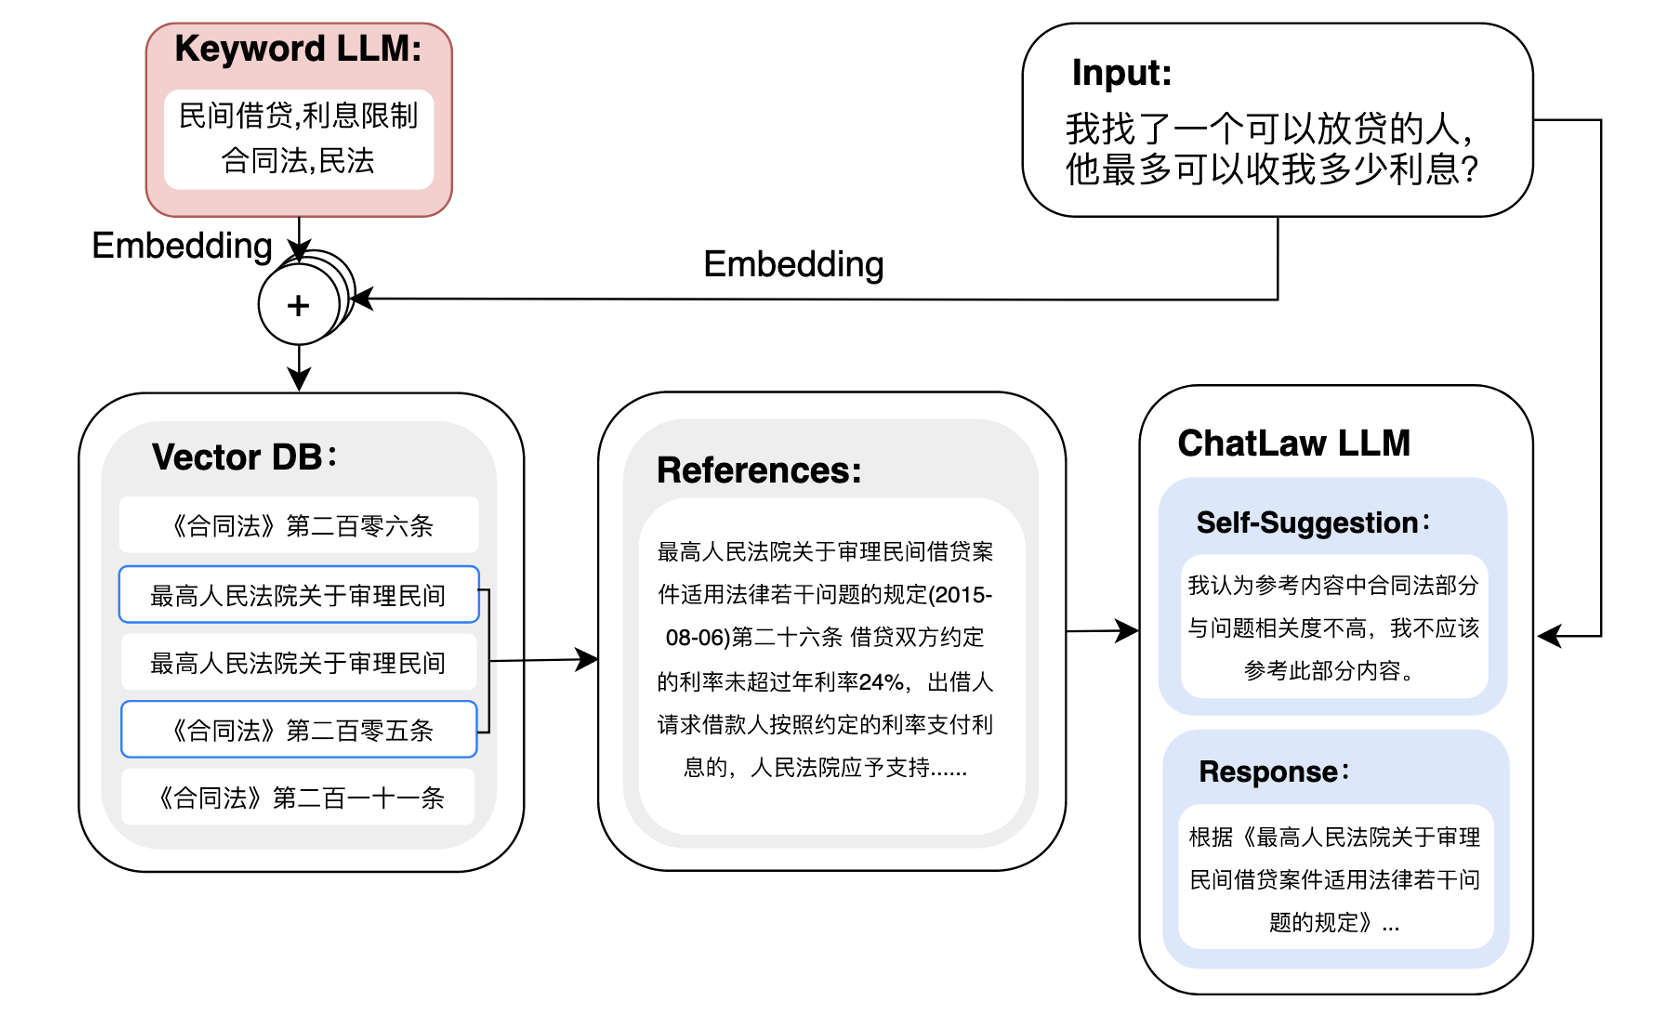 Keyword LLM:
民间借贷,利息限制
合同法,民法
Input:
我找了一个可以放贷的人，
他最多可以收我多少利息?
Embedding
Embedding
+
Vector DB：
《合同法》第二百零六条
最高人民法院关于审理民间
最高人民法院关于审理民间
《合同法》第二百零五条
《合同法》第二百一十一条
References:
最高人民法院关于审理民间借贷案
件适用法律若干问题的规定(2015-
08-06)第二十六条 借贷双方约定
的利率未超过年利率24%，出借人
请求借款人按照约定的利率支付利
息的，人民法院应予支持......
ChatLaw LLM
Self-Suggestion：
我认为参考内容中合同法部分
与问题相关度不高，我不应该
参考此部分内容。
Response：
根据《最高人民法院关于审理
民间借贷案件适用法律若干问
题的规定》...